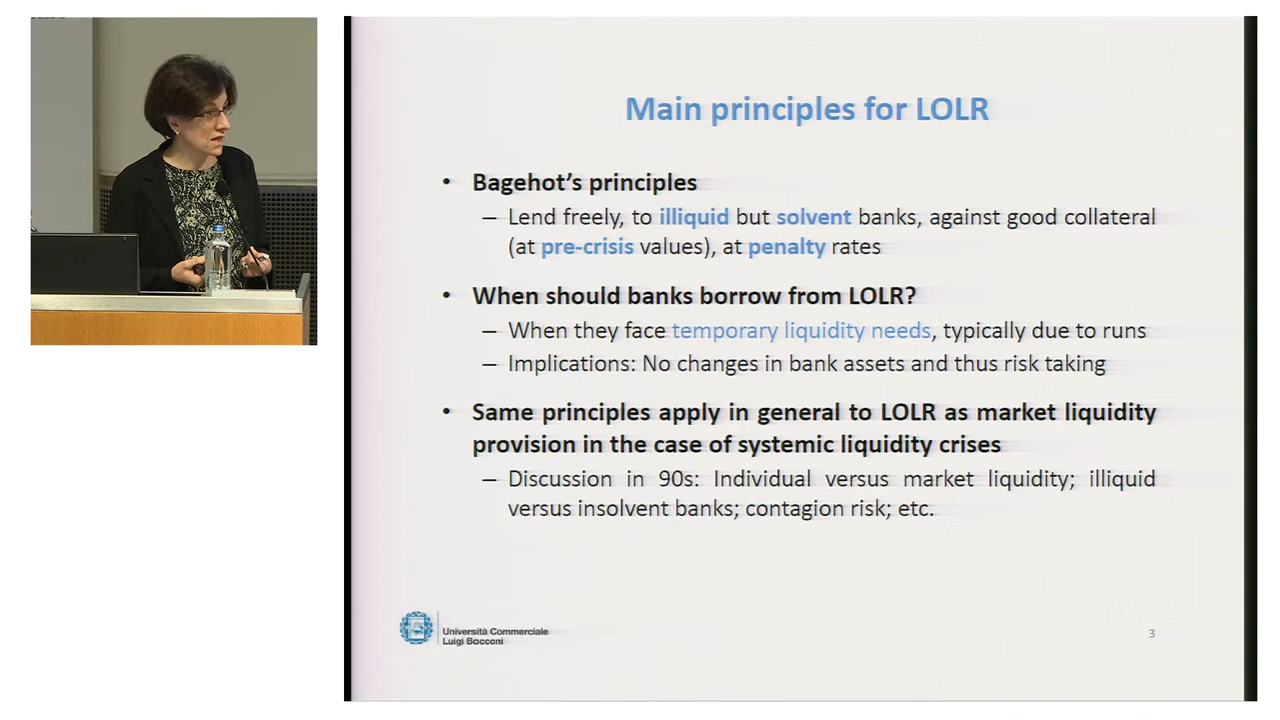 Main principles for LOLR
• Bagehot's principles
– Lend freely, to illiquid but solvent banks, against good collateral
(at pre-crisis values), at penalty rates
• When should banks borrow from LOLR?
– When they face temporary liquidity needs, typically due to runs
– Implications: No changes in bank assets and thus risk taking
• Same principles apply in general to LOLR as market liquidity
provision in the case of systemic liquidity crises
– Discussion in 90s: Individual versus market liquidity; illiquid
versus insolvent banks; contagion risk; etc.
Università Commerciale
Luigi Bocconi
3